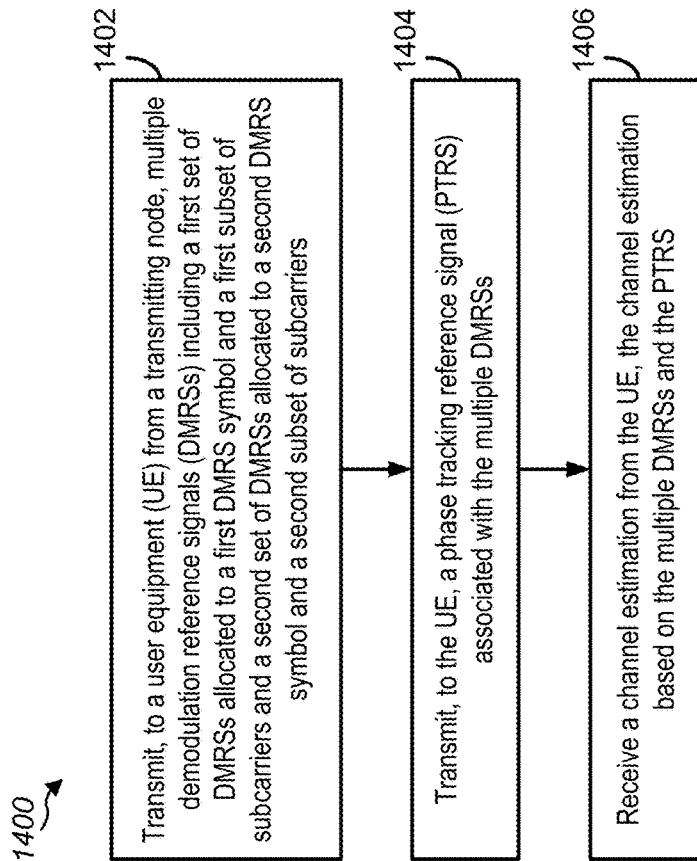 1400
1402
Transmit, to a user equipment (UE) from a transmitting node, multiple
demodulation reference signals (DMRSs) including a first set of
DMRSs allocated to a first DMRS symbol and a first subset of
subcarriers and a second set of DMRSs allocated to a second DMRS
symbol and a second subset of subcarriers
1404
Transmit, to the UE, a phase tracking reference signal (PTRS)
associated with the multiple DMRSs
1406
Receive a channel estimation from the UE, the channel estimation
based on the multiple DMRSs and the PTRS